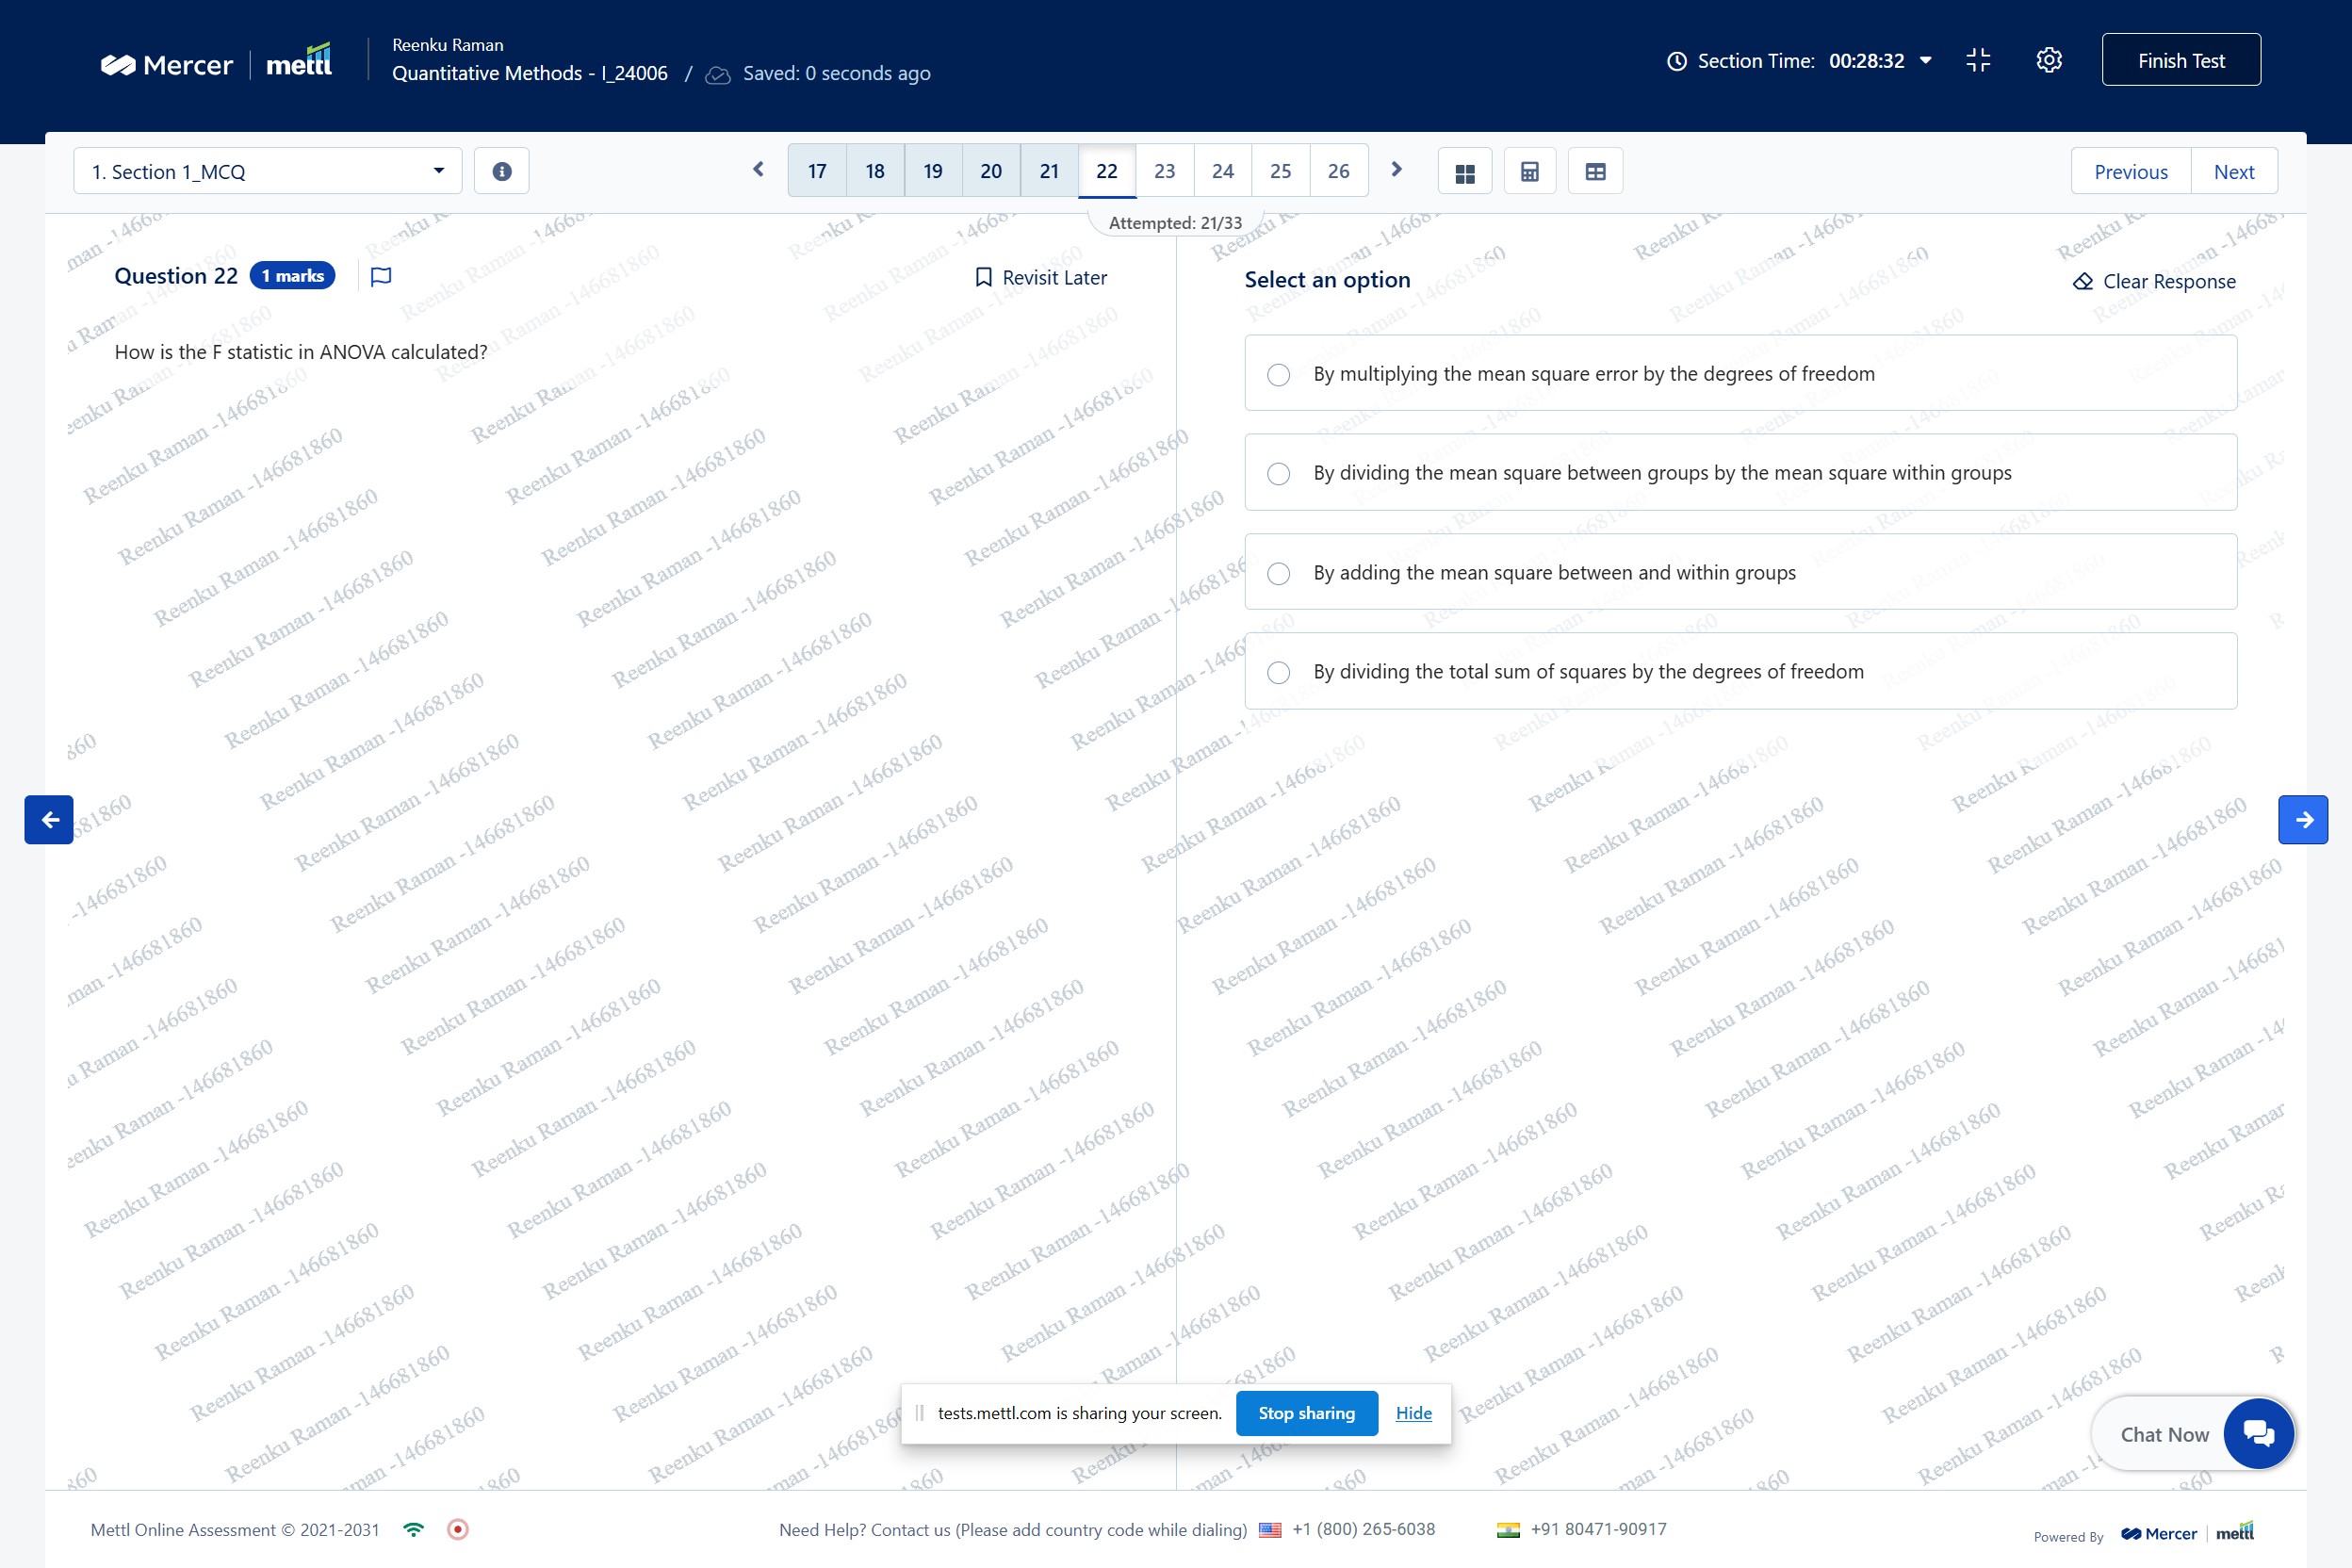 Mercer | mettl
Reenku Raman
Quantitative Methods - I_24006 / Saved: 0 seconds ago
Section Time: 00:28:32
Finish Test
1. Section 1_MCQ
17 18 19 20 21 22 23 24 25 26
Previous Next
Attempted: 21/33
Question 22 1 marks
Revisit Later
How is the F statistic in ANOVA calculated?
Select an option
Clear Response
By multiplying the mean square error by the degrees of freedom
By dividing the mean square between groups by the mean square within groups
By adding the mean square between and within groups
By dividing the total sum of squares by the degrees of freedom
Reenku Raman -146681860
tests.mettl.com is sharing your screen. Stop sharing Hide
Chat Now
Mettl Online Assessment © 2021-2031
Need Help? Contact us (Please add country code while dialing) +1 (800) 265-6038 +91 80471-90917
Powered By Mercer | mettl